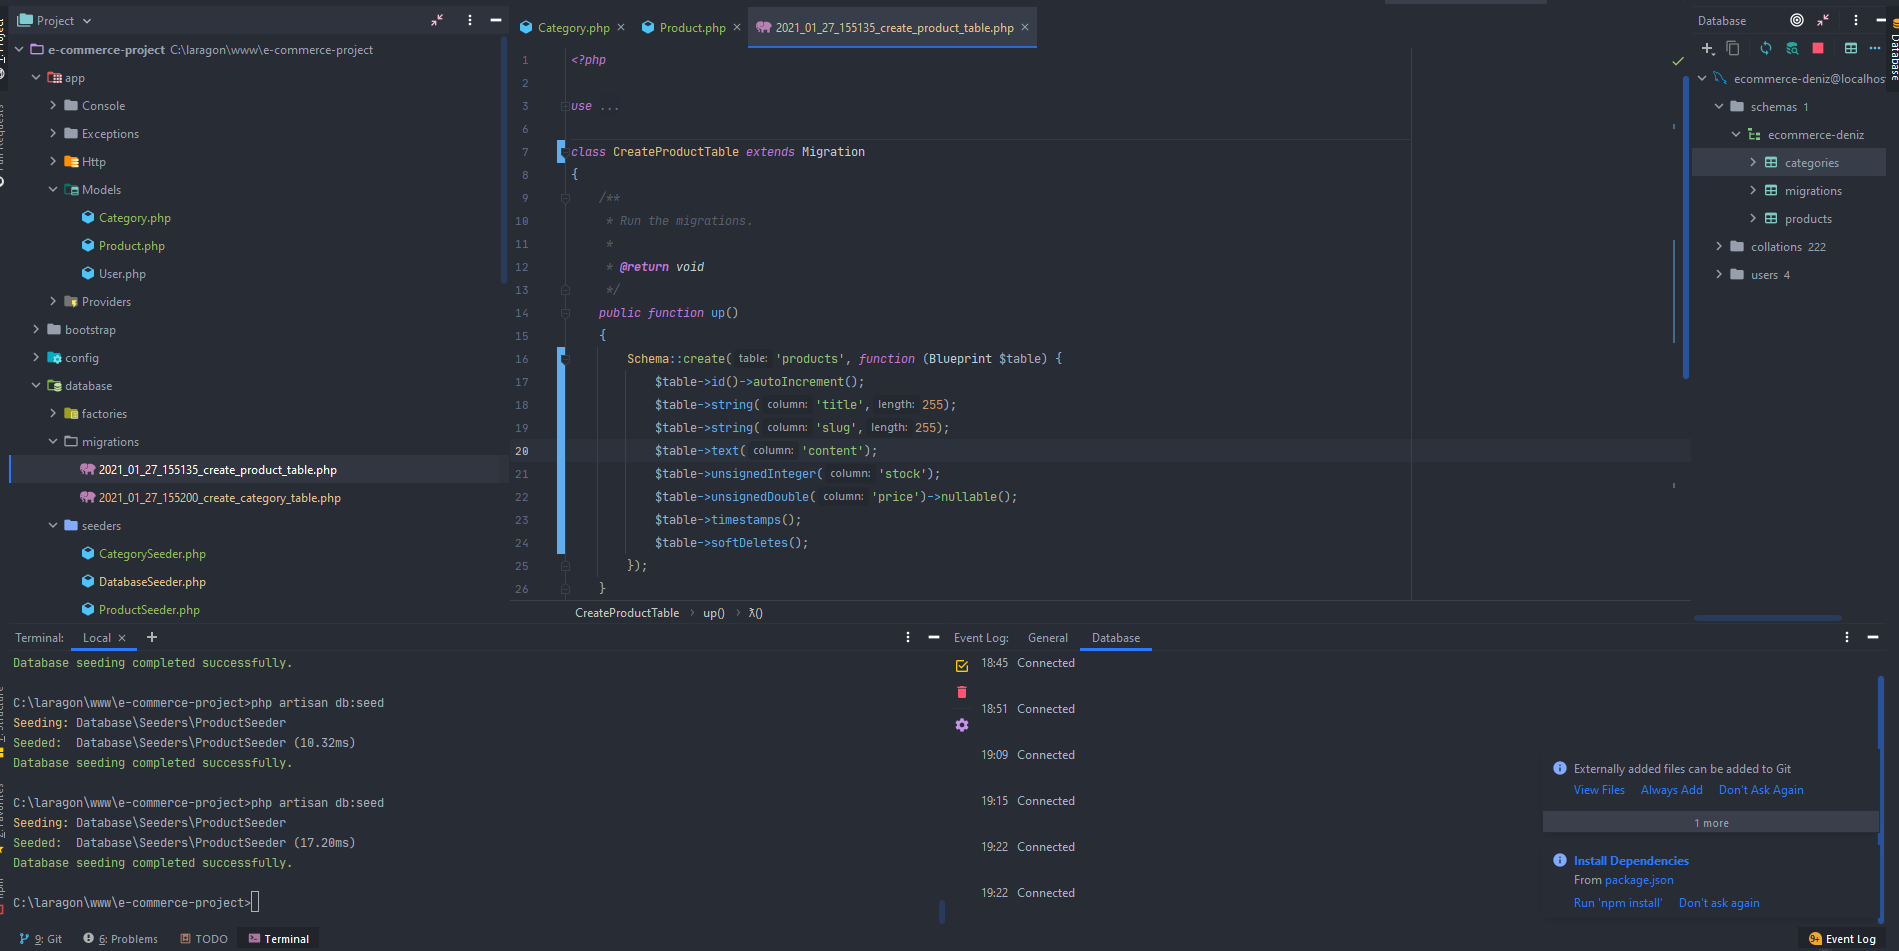 Project
e-commerce-project C:\laragon\www\e-commerce-project
app
Console
Exceptions
Http
Models
Category.php
Product.php
User.php
Providers
bootstrap
config
database
factories
migrations
2021_01_27_155135_create_product_table.php
2021_01_27_155200_create_category_table.php
seeders
CategorySeeder.php
DatabaseSeeder.php
ProductSeeder.php
Category.php
Product.php
2021_01_27_155135_create_product_table.php
1 <?php
2
3 use ...
6
7 class CreateProductTable extends Migration
8 {
9 /**
10 * Run the migrations.
11 *
12 * @return void
13 */
14 public function up()
15 {
16 Schema::create( table: 'products', function (Blueprint $table) {
17 $table->id()->autoIncrement();
18 $table->string( column: 'title', length: 255);
19 $table->string( column: 'slug', length: 255);
20 $table->text( column: 'content');
21 $table->unsignedInteger( column: 'stock');
22 $table->unsignedDouble( column: 'price')->nullable();
23 $table->timestamps();
24 $table->softDeletes();
25 });
26 }
CreateProductTable > up() > λ()
Database
ecommerce-deniz@localhos
schemas 1
ecommerce-deniz
categories
migrations
products
collations 222
users 4
Database
Terminal: Local
Database seeding completed successfully.
C:\laragon\www\e-commerce-project>php artisan db:seed
Seeding: Database\Seeders\ProductSeeder
Seeded: Database\Seeders\ProductSeeder (10.32ms)
Database seeding completed successfully.
C:\laragon\www\e-commerce-project>php artisan db:seed
Seeding: Database\Seeders\ProductSeeder
Seeded: Database\Seeders\ProductSeeder (17.20ms)
Database seeding completed successfully.
C:\laragon\www\e-commerce-project>
Event Log: General Database
18:45 Connected
18:51 Connected
19:09 Connected
19:15 Connected
19:22 Connected
19:22 Connected
Externally added files can be added to Git
View Files Always Add Don't Ask Again
1 more
Install Dependencies
From package.json
Run 'npm install' Don't ask again
9: Git 6: Problems TODO Terminal
9+ Event Log